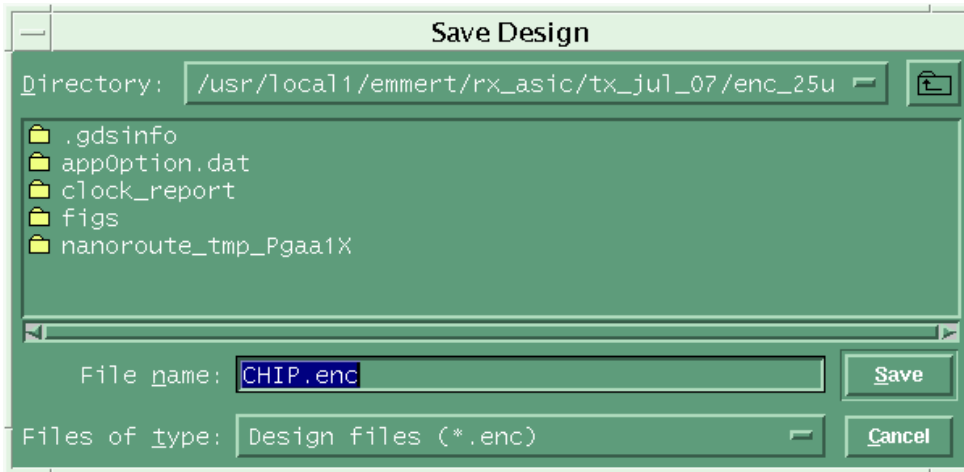 Save Design
Directory: /usr/local1/emmert/rx_asic/tx_jul_07/enc_25u
.gdsinfo
appOption.dat
clock_report
figs
nanoroute_tmp_Pgaa1X
File name: CHIP.enc Save
Files of type: Design files (*.enc) Cancel